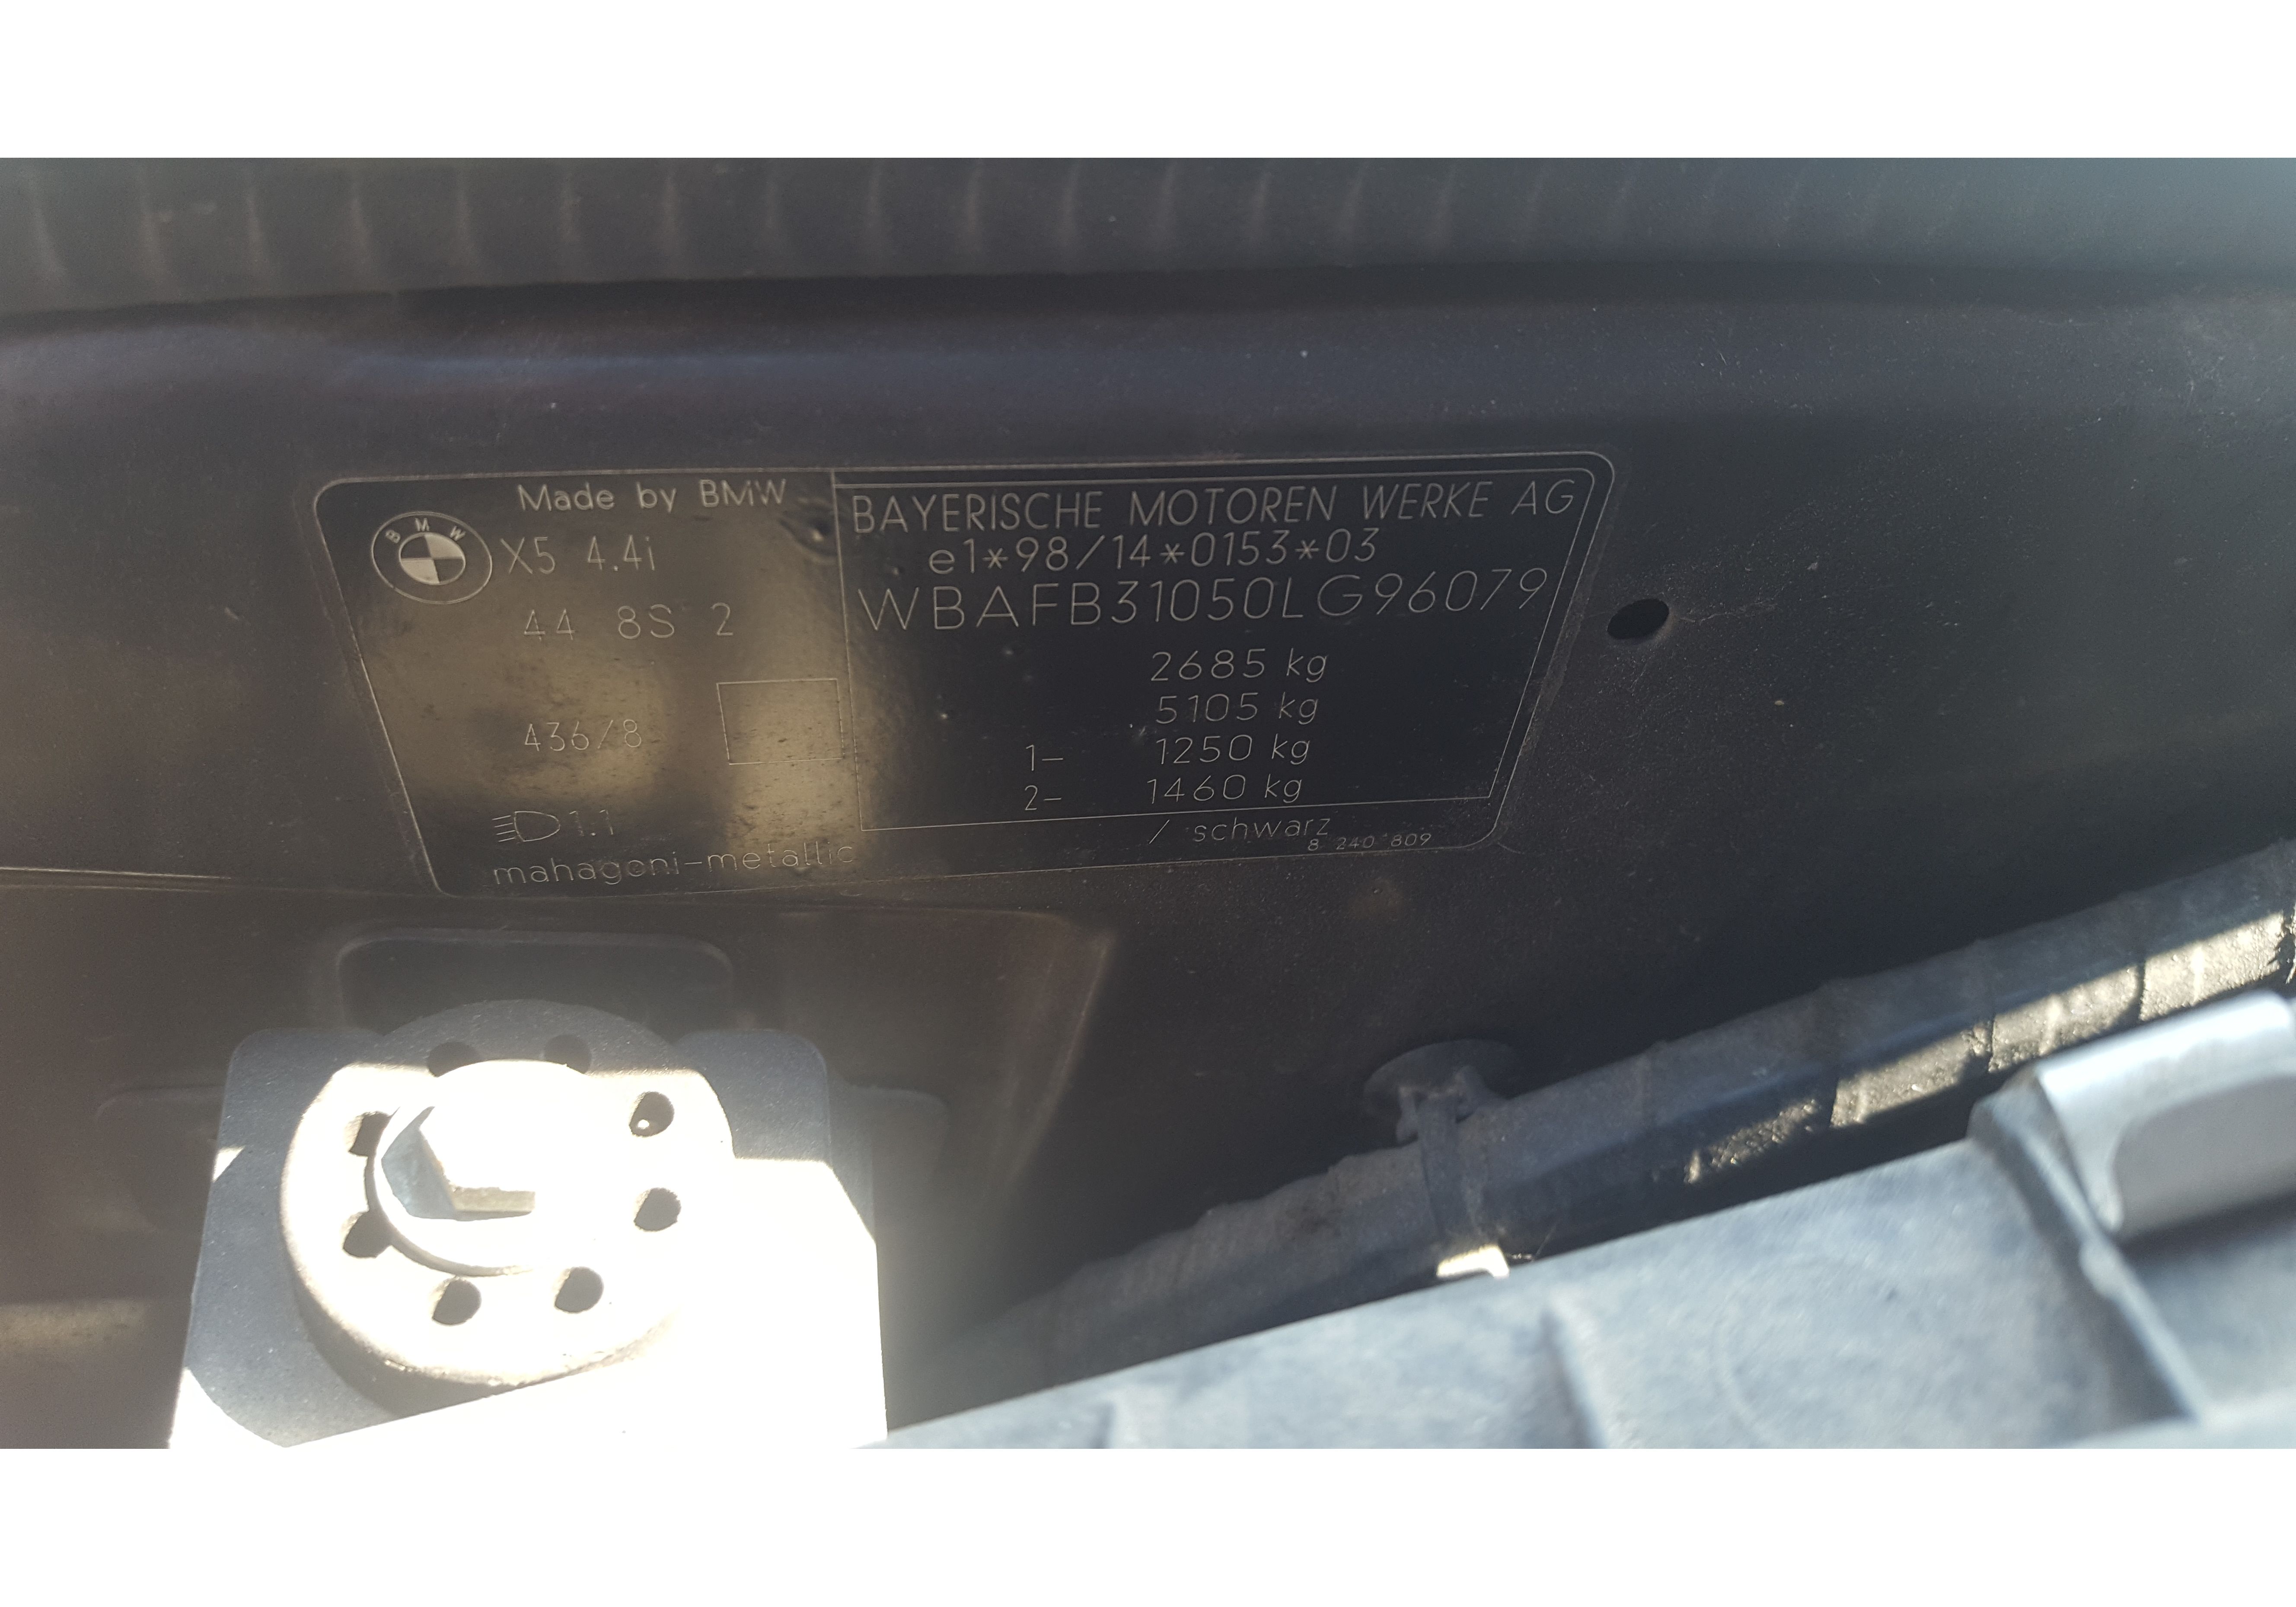 Made by BMW
BMW
X5 4.4i
44 8S 2
436/8
1.1
mahagoni-metallic
BAYERISCHE MOTOREN WERKE AG
e1*98/14*0153*03
WBAFB31050LG96079
2685 kg
5105 kg
1- 1250 kg
2- 1460 kg
/ schwarz
8 240 809